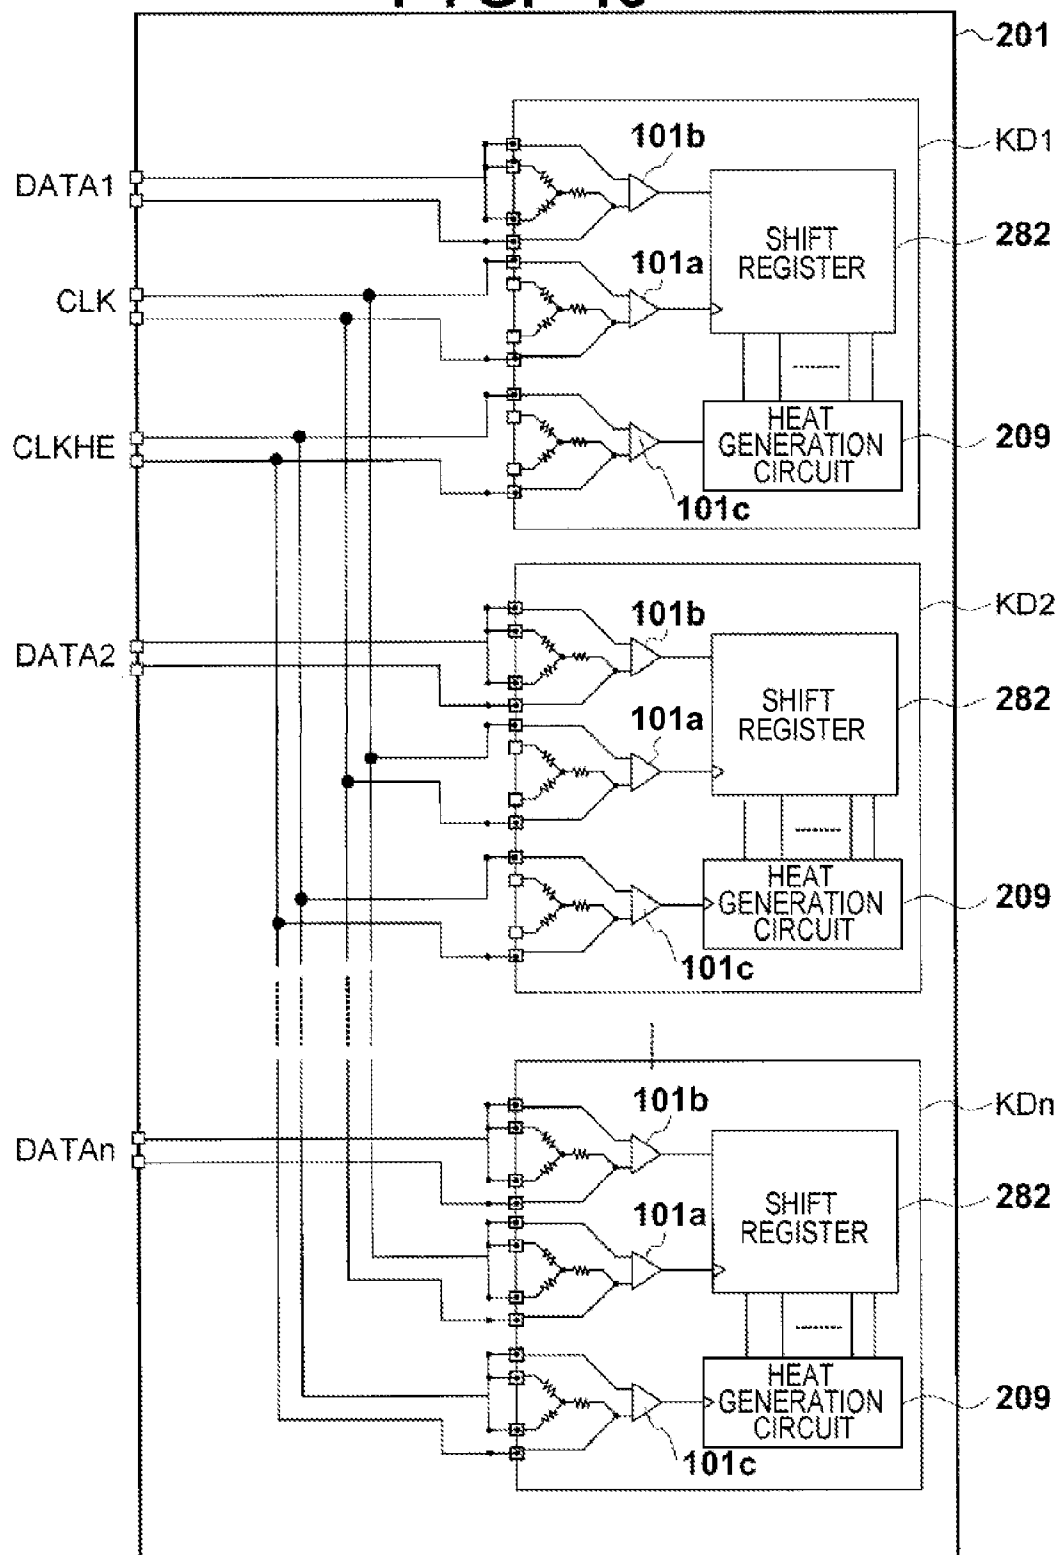 201
KD1
101b
DATA1
SHIFT
REGISTER
282
101a
CLK
CLKHE
HEAT
GENERATION
CIRCUIT
209
101c
KD2
101b
DATA2
SHIFT
REGISTER
282
101a
HEAT
GENERATION
CIRCUIT
209
101c
KDn
101b
DATAn
SHIFT
REGISTER
282
101a
HEAT
GENERATION
CIRCUIT
209
101c